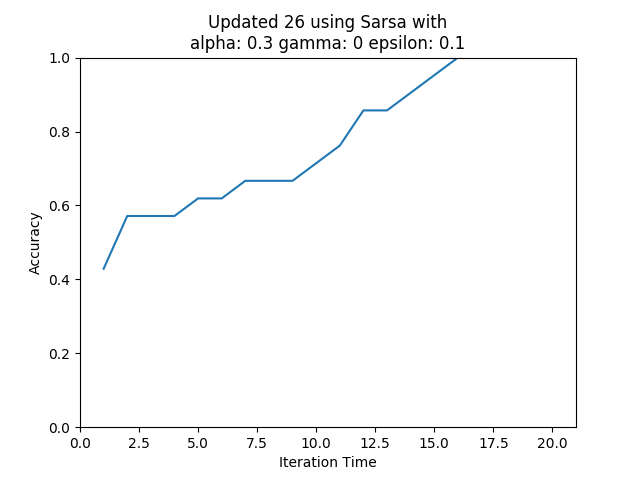 Updated 26 using Sarsa with
alpha: 0.3 gamma: 0 epsilon: 0.1
1.0
0.8
0.6
0.4
0.2
0.0
Accuracy
0.0 2.5 5.0 7.5 10.0 12.5 15.0 17.5 20.0
Iteration Time